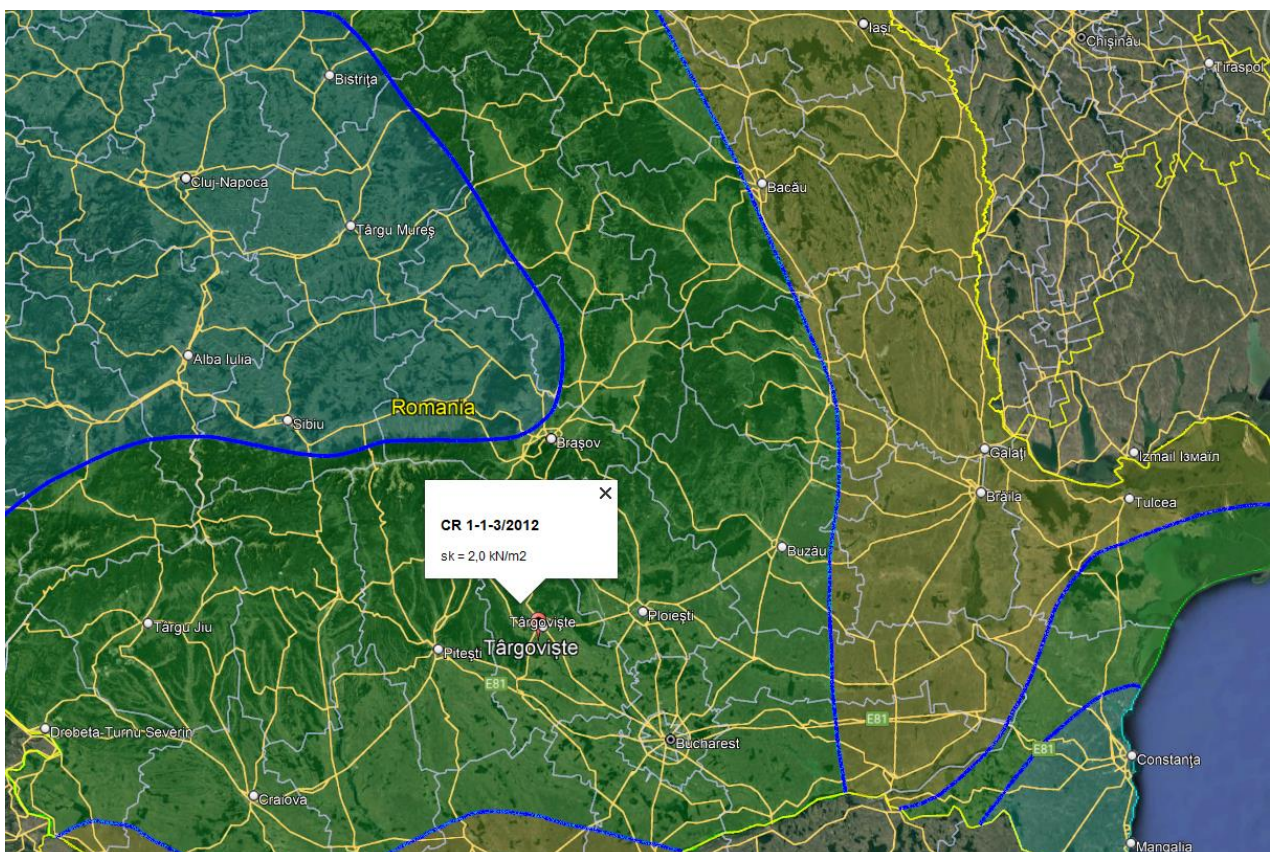 Iași
Chișinău
Tiraspol
Bistrița
Cluj-Napoca
Bacău
Târgu Mureș
Alba Iulia
Romania
Sibiu
Brașov
Galați
Izmail Ізмаїл
Brăila
Tulcea
CR 1-1-3/2012
sk = 2,0 kN/m2
Buzău
Târgu Jiu
Târgoviște
Ploiești
Târgoviște
Pitești
E81
E81
Drobeta-Turnu Severin
Bucharest
E81
Constanța
Craiova
Mangalia